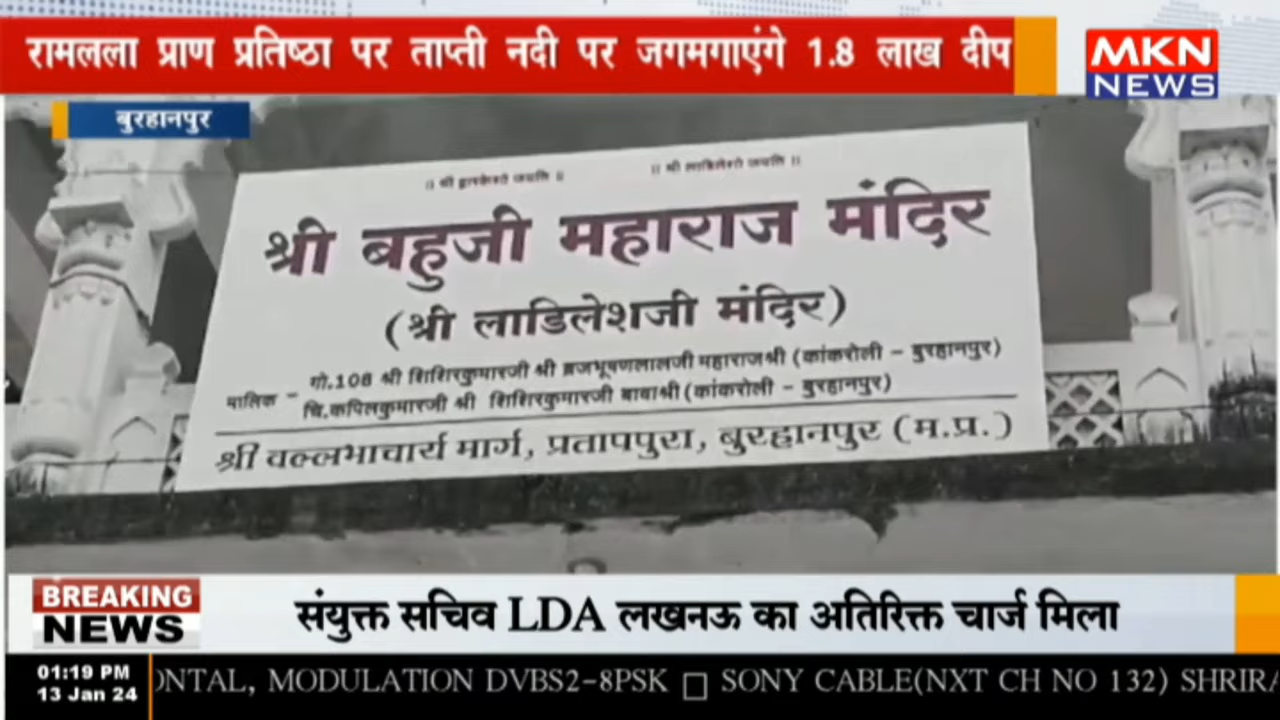 रामलला प्राण प्रतिष्ठा पर ताप्ती नदी पर जगमगाएंगे 1.8 लाख दीप
MKN
NEWS
बुरहानपुर
॥ श्री द्वारकेशो जयति ॥ ॥ श्री लाडिलेशो जयति ॥
श्री बहुजी महाराज मंदिर
(श्री लाडिलेशजी मंदिर)
मालिक - गो.108 श्री शिशिरकुमारजी श्री ब्रजभूषणलालजी महाराजश्री (कांकरोली - बुरहानपुर)
चि.कपिलकुमारजी श्री शिशिरकुमारजी बावाश्री (कांकरोली - बुरहानपुर)
श्री वल्लभाचार्य मार्ग, प्रतापपुरा, बुरहानपुर (म.प्र.)
BREAKING
NEWS
संयुक्त सचिव LDA लखनऊ का अतिरिक्त चार्ज मिला
01:19 PM
13 Jan 24
ONTAL, MODULATION DVBS2-8PSK □ SONY CABLE(NXT CH NO 132) SHRIRA